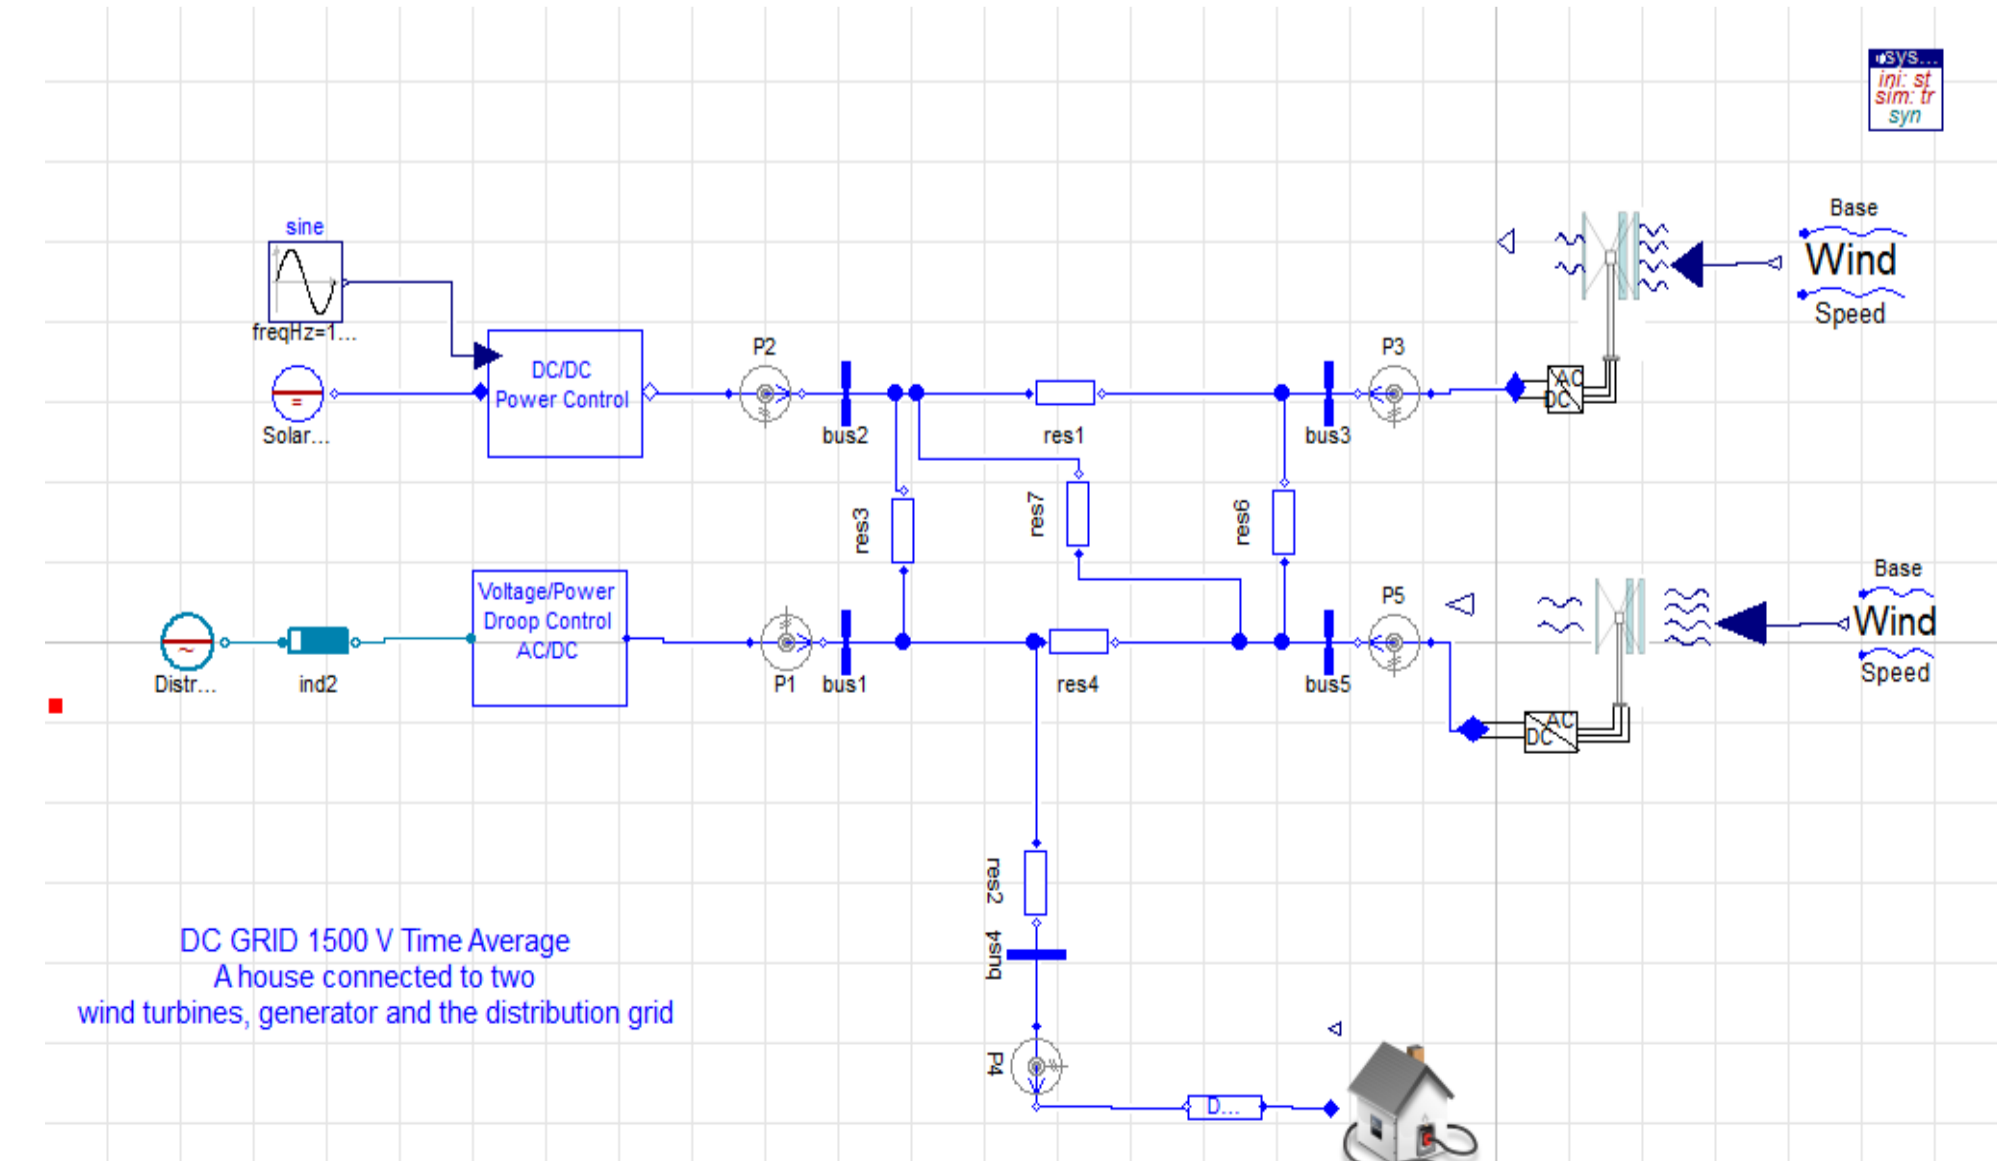 sys...
ini: st
sim: tr
syn
Base
Wind
Speed
sine
freqHz=1...
DC/DC
Power Control
P2
P3
AC
DC
=
Solar...
bus2
res1
bus3
res3
res7
res6
Base
Wind
Speed
Voltage/Power
Droop Control
AC/DC
P5
~
Distr...
ind2
P1
bus1
res4
bus5
AC
DC
res2
bus4
P4
D...
DC GRID 1500 V Time Average
A house connected to two
wind turbines, generator and the distribution grid